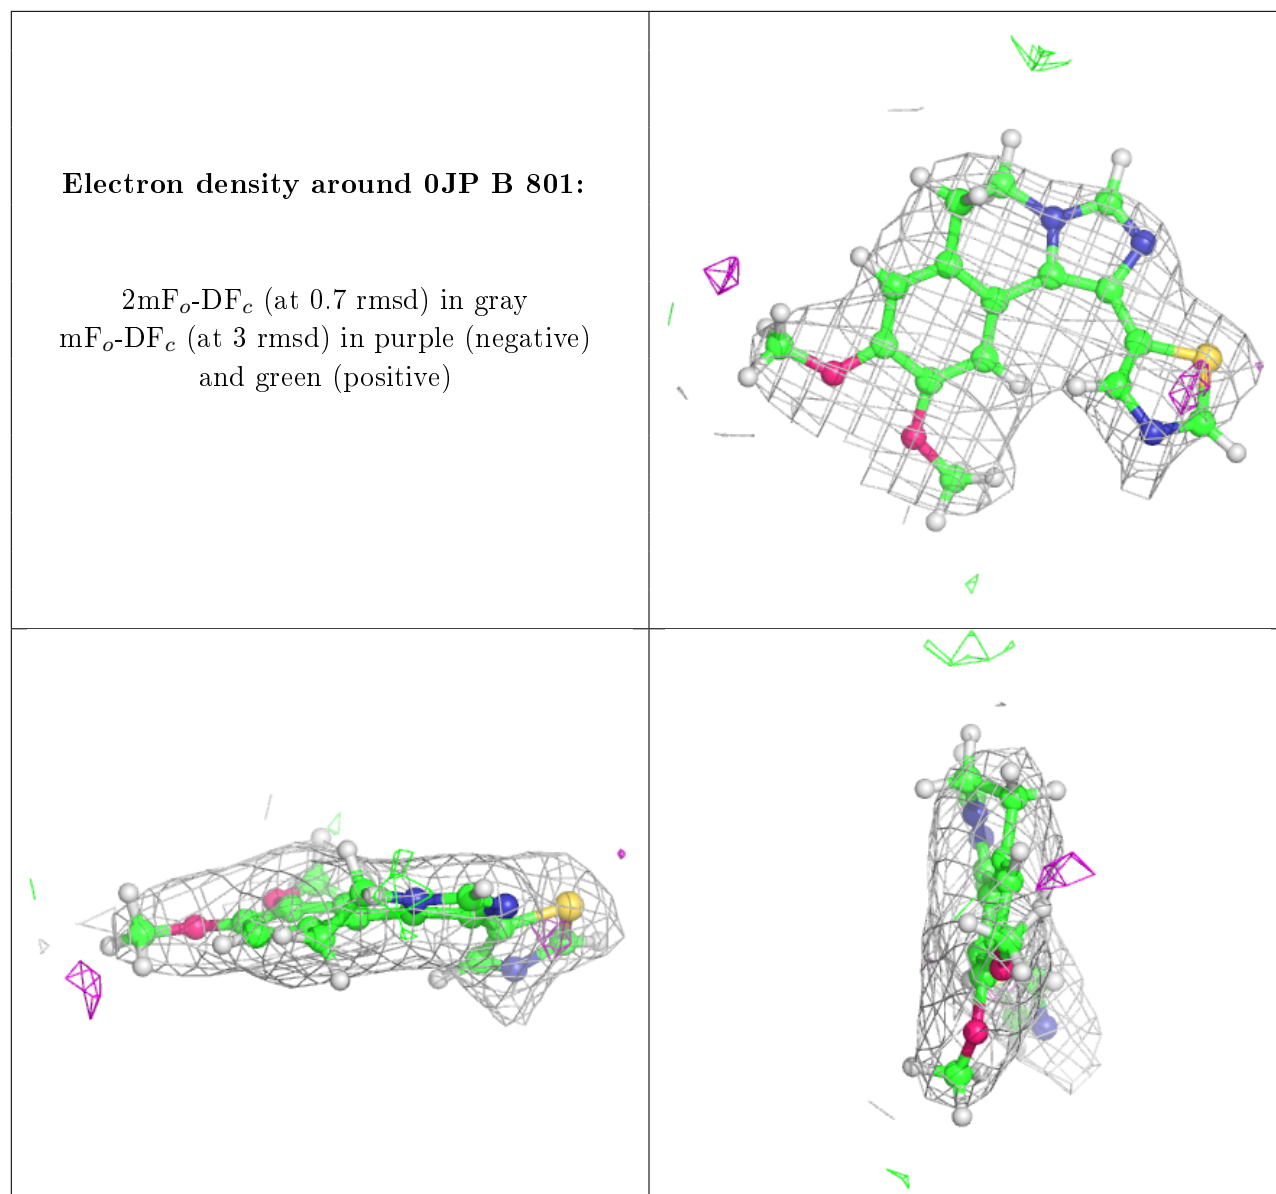 Electron density around 0JP B 801:
2mFo-DFc (at 0.7 rmsd) in gray
mFo-DFc (at 3 rmsd) in purple (negative)
and green (positive)